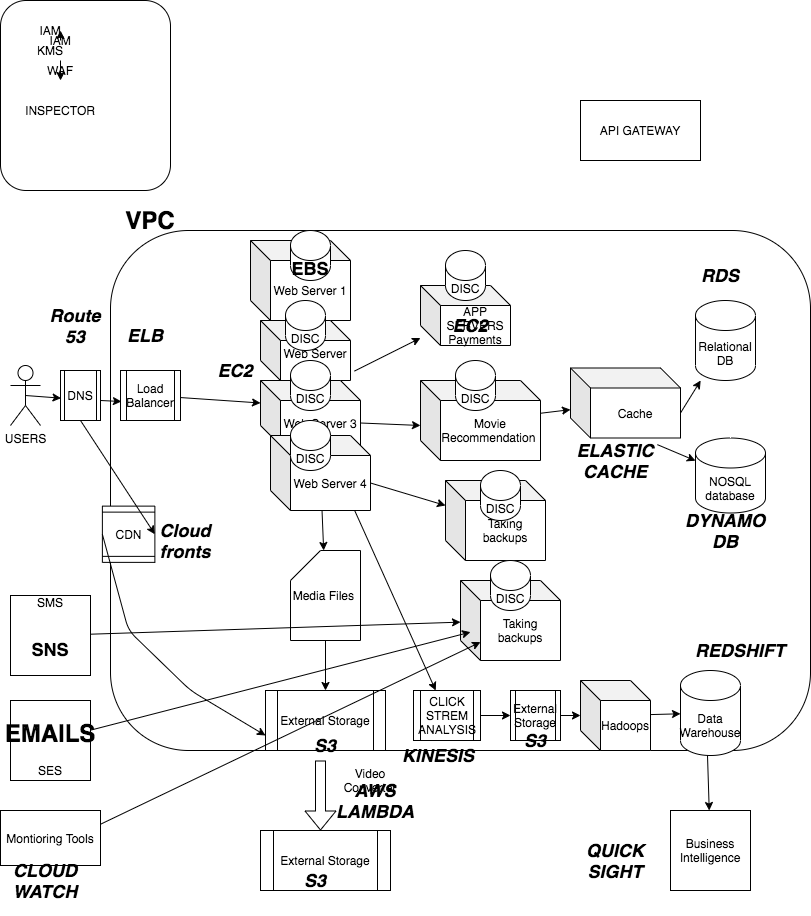 IAM
IAM
KMS
WAF
INSPECTOR
API GATEWAY
VPC
EBS
Web Server 1
DISC
APP
SERVERS
EC2
Payments
RDS
Relational
DB
Route
53
ELB
DISC
Web Server
EC2
USERS
DNS
Load
Balancer
DISC
Web Server 3
DISC
Movie
Recommendation
Cache
ELASTIC
CACHE
DISC
Web Server 4
NOSQL
database
DYNAMO
DB
CDN
Cloud
fronts
DISC
Taking
backups
Media Files
DISC
Taking
backups
SMS
SNS
EMAILS
SES
REDSHIFT
External Storage
S3
CLICK
STREM
ANALYSIS
KINESIS
External
Storage
S3
Hadoops
Data
Warehouse
Video
Converter
AWS
LAMBDA
Montioring Tools
CLOUD
WATCH
External Storage
S3
QUICK
SIGHT
Business
Intelligence